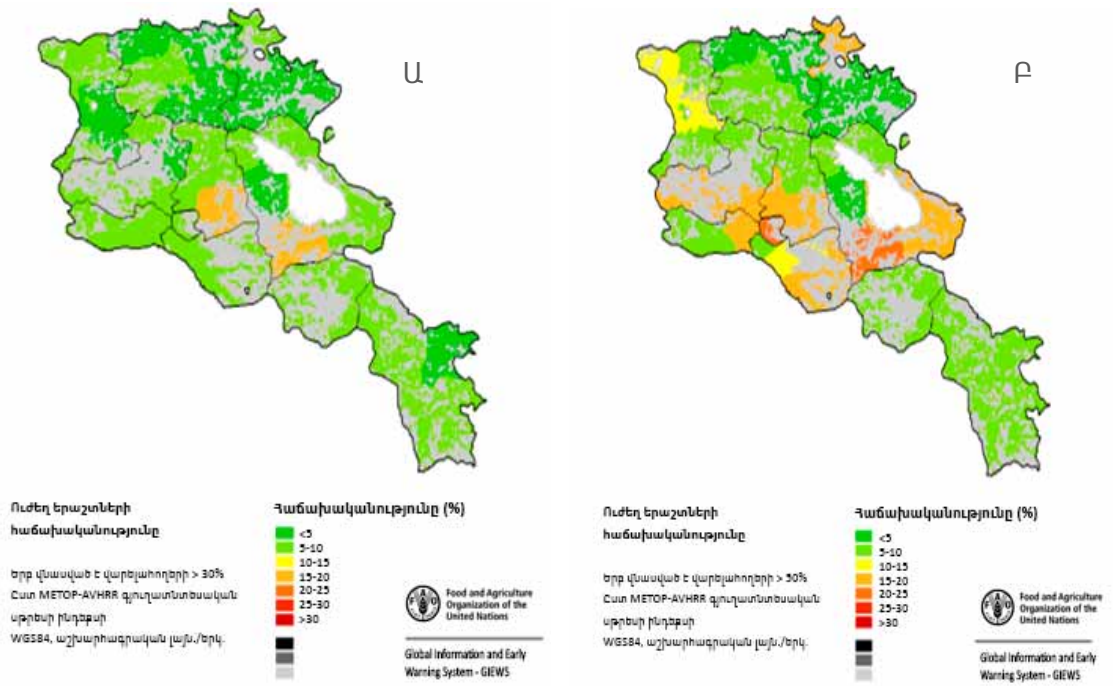 Ա
Ուժեղ երաշտների
հաճախականությունը
Երբ վնասված է վարելահողերի > 30%
Ըստ METOP-AVHRR գյուղատնտեսական
սթրեսի ինդեքսի
WGS84, աշխարհագրական լայն./երկ.
Հաճախականությունը (%)
<5
5-10
10-15
15-20
20-25
25-30
>30
Food and Agriculture
Organization of the
United Nations
Global Information and Early
Warning System - GIEWS
Բ
Ուժեղ երաշտների
հաճախականությունը
Երբ վնասված է վարելահողերի > 50%
Ըստ METOP-AVHRR գյուղատնտեսական
սթրեսի ինդեքսի
WGS84, աշխարհագրական լայն./երկ.
Հաճախականությունը (%)
<5
5-10
10-15
15-20
20-25
25-30
>30
Food and Agriculture
Organization of the
United Nations
Global Information and Early
Warning System - GIEWS